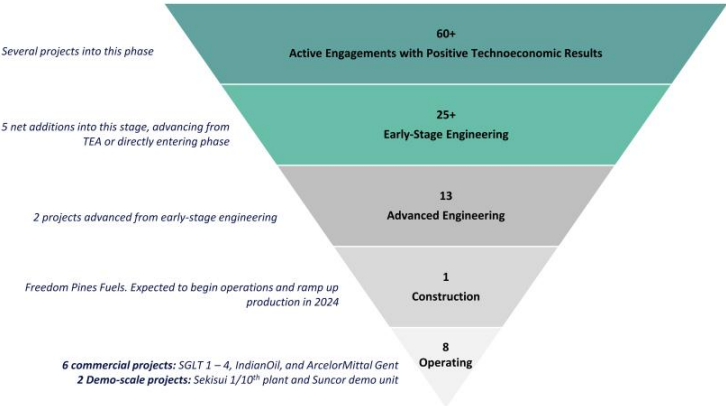 60+
Several projects into this phase
Active Engagements with Positive Technoeconomic Results
25+
5 net additions into this stage, advancing from
TEA or directly entering phase
Early-Stage Engineering
13
2 projects advanced from early-stage engineering
Advanced Engineering
1
Freedom Pines Fuels. Expected to begin operations and ramp up
production in 2024
Construction
8
Operating
6 commercial projects: SGLT 1 – 4, IndianOil, and ArcelorMittal Gent
2 Demo-scale projects: Sekisui 1/10th plant and Suncor demo unit